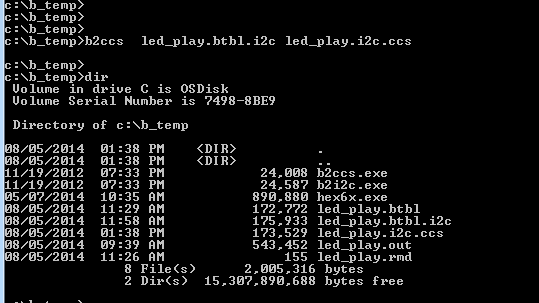 c:\b_temp>
c:\b_temp>
c:\b_temp>
c:\b_temp>b2ccs  led_play.btbl.i2c led_play.i2c.ccs
c:\b_temp>
c:\b_temp>dir
 Volume in drive C is OSDisk
 Volume Serial Number is 7498-8BE9
 Directory of c:\b_temp
08/05/2014  01:38 PM    <DIR>          .
08/05/2014  01:38 PM    <DIR>          ..
11/19/2012  07:33 PM            24,008 b2ccs.exe
11/19/2012  07:33 PM            24,587 b2i2c.exe
05/07/2014  10:35 AM           890,880 hex6x.exe
08/05/2014  11:29 AM           172,772 led_play.btbl
08/05/2014  11:58 AM           175,933 led_play.btbl.i2c
08/05/2014  01:38 PM           173,529 led_play.i2c.ccs
08/05/2014  09:39 AM           543,452 led_play.out
08/05/2014  11:26 AM               155 led_play.rmd
               8 File(s)      2,005,316 bytes
               2 Dir(s)  15,307,890,688 bytes free